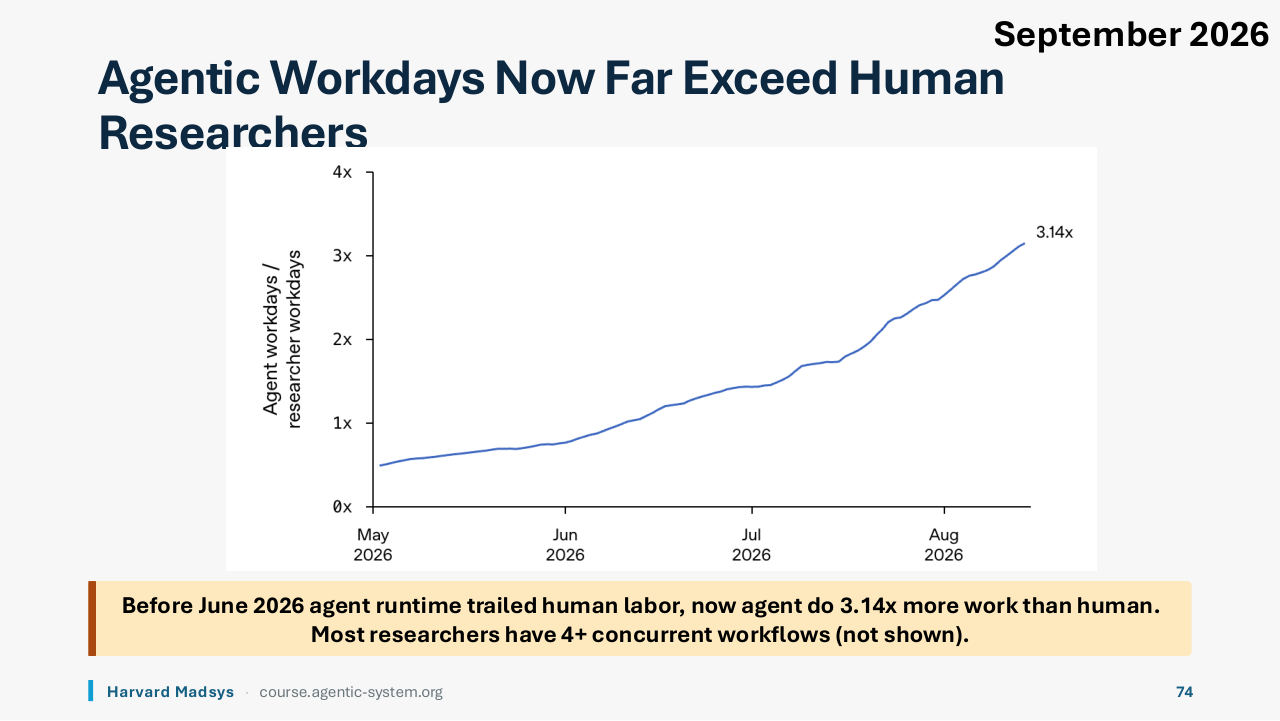 September 2026
Agentic Workdays Now Far Exceed Human
Researchers
4x
3x
2x
1x
0x
Agent workdays /
researcher workdays
3.14x
May
2026
Jun
2026
Jul
2026
Aug
2026
Before June 2026 agent runtime trailed human labor, now agent do 3.14x more work than human.
Most researchers have 4+ concurrent workflows (not shown).
Harvard Madsys · course.agentic-system.org
74